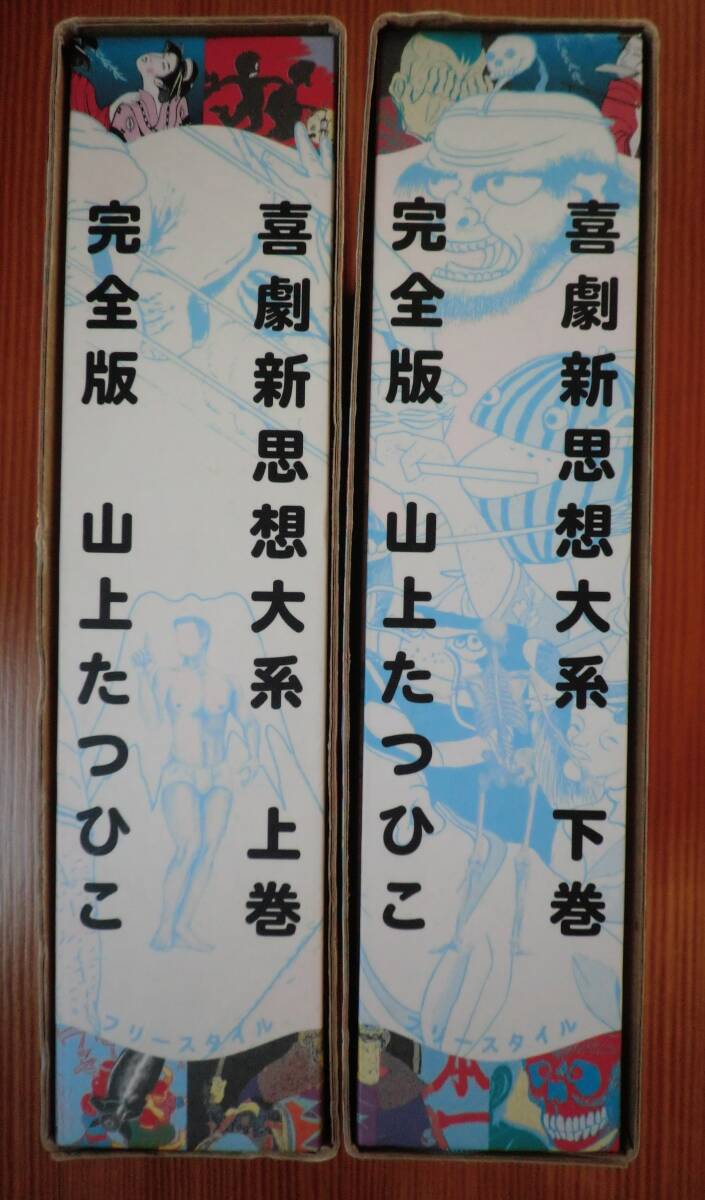 喜劇新思想大系 上巻
完全版 山上たつひこ
フリースタイル
喜劇新思想大系 下巻
完全版 山上たつひこ
フリースタイル